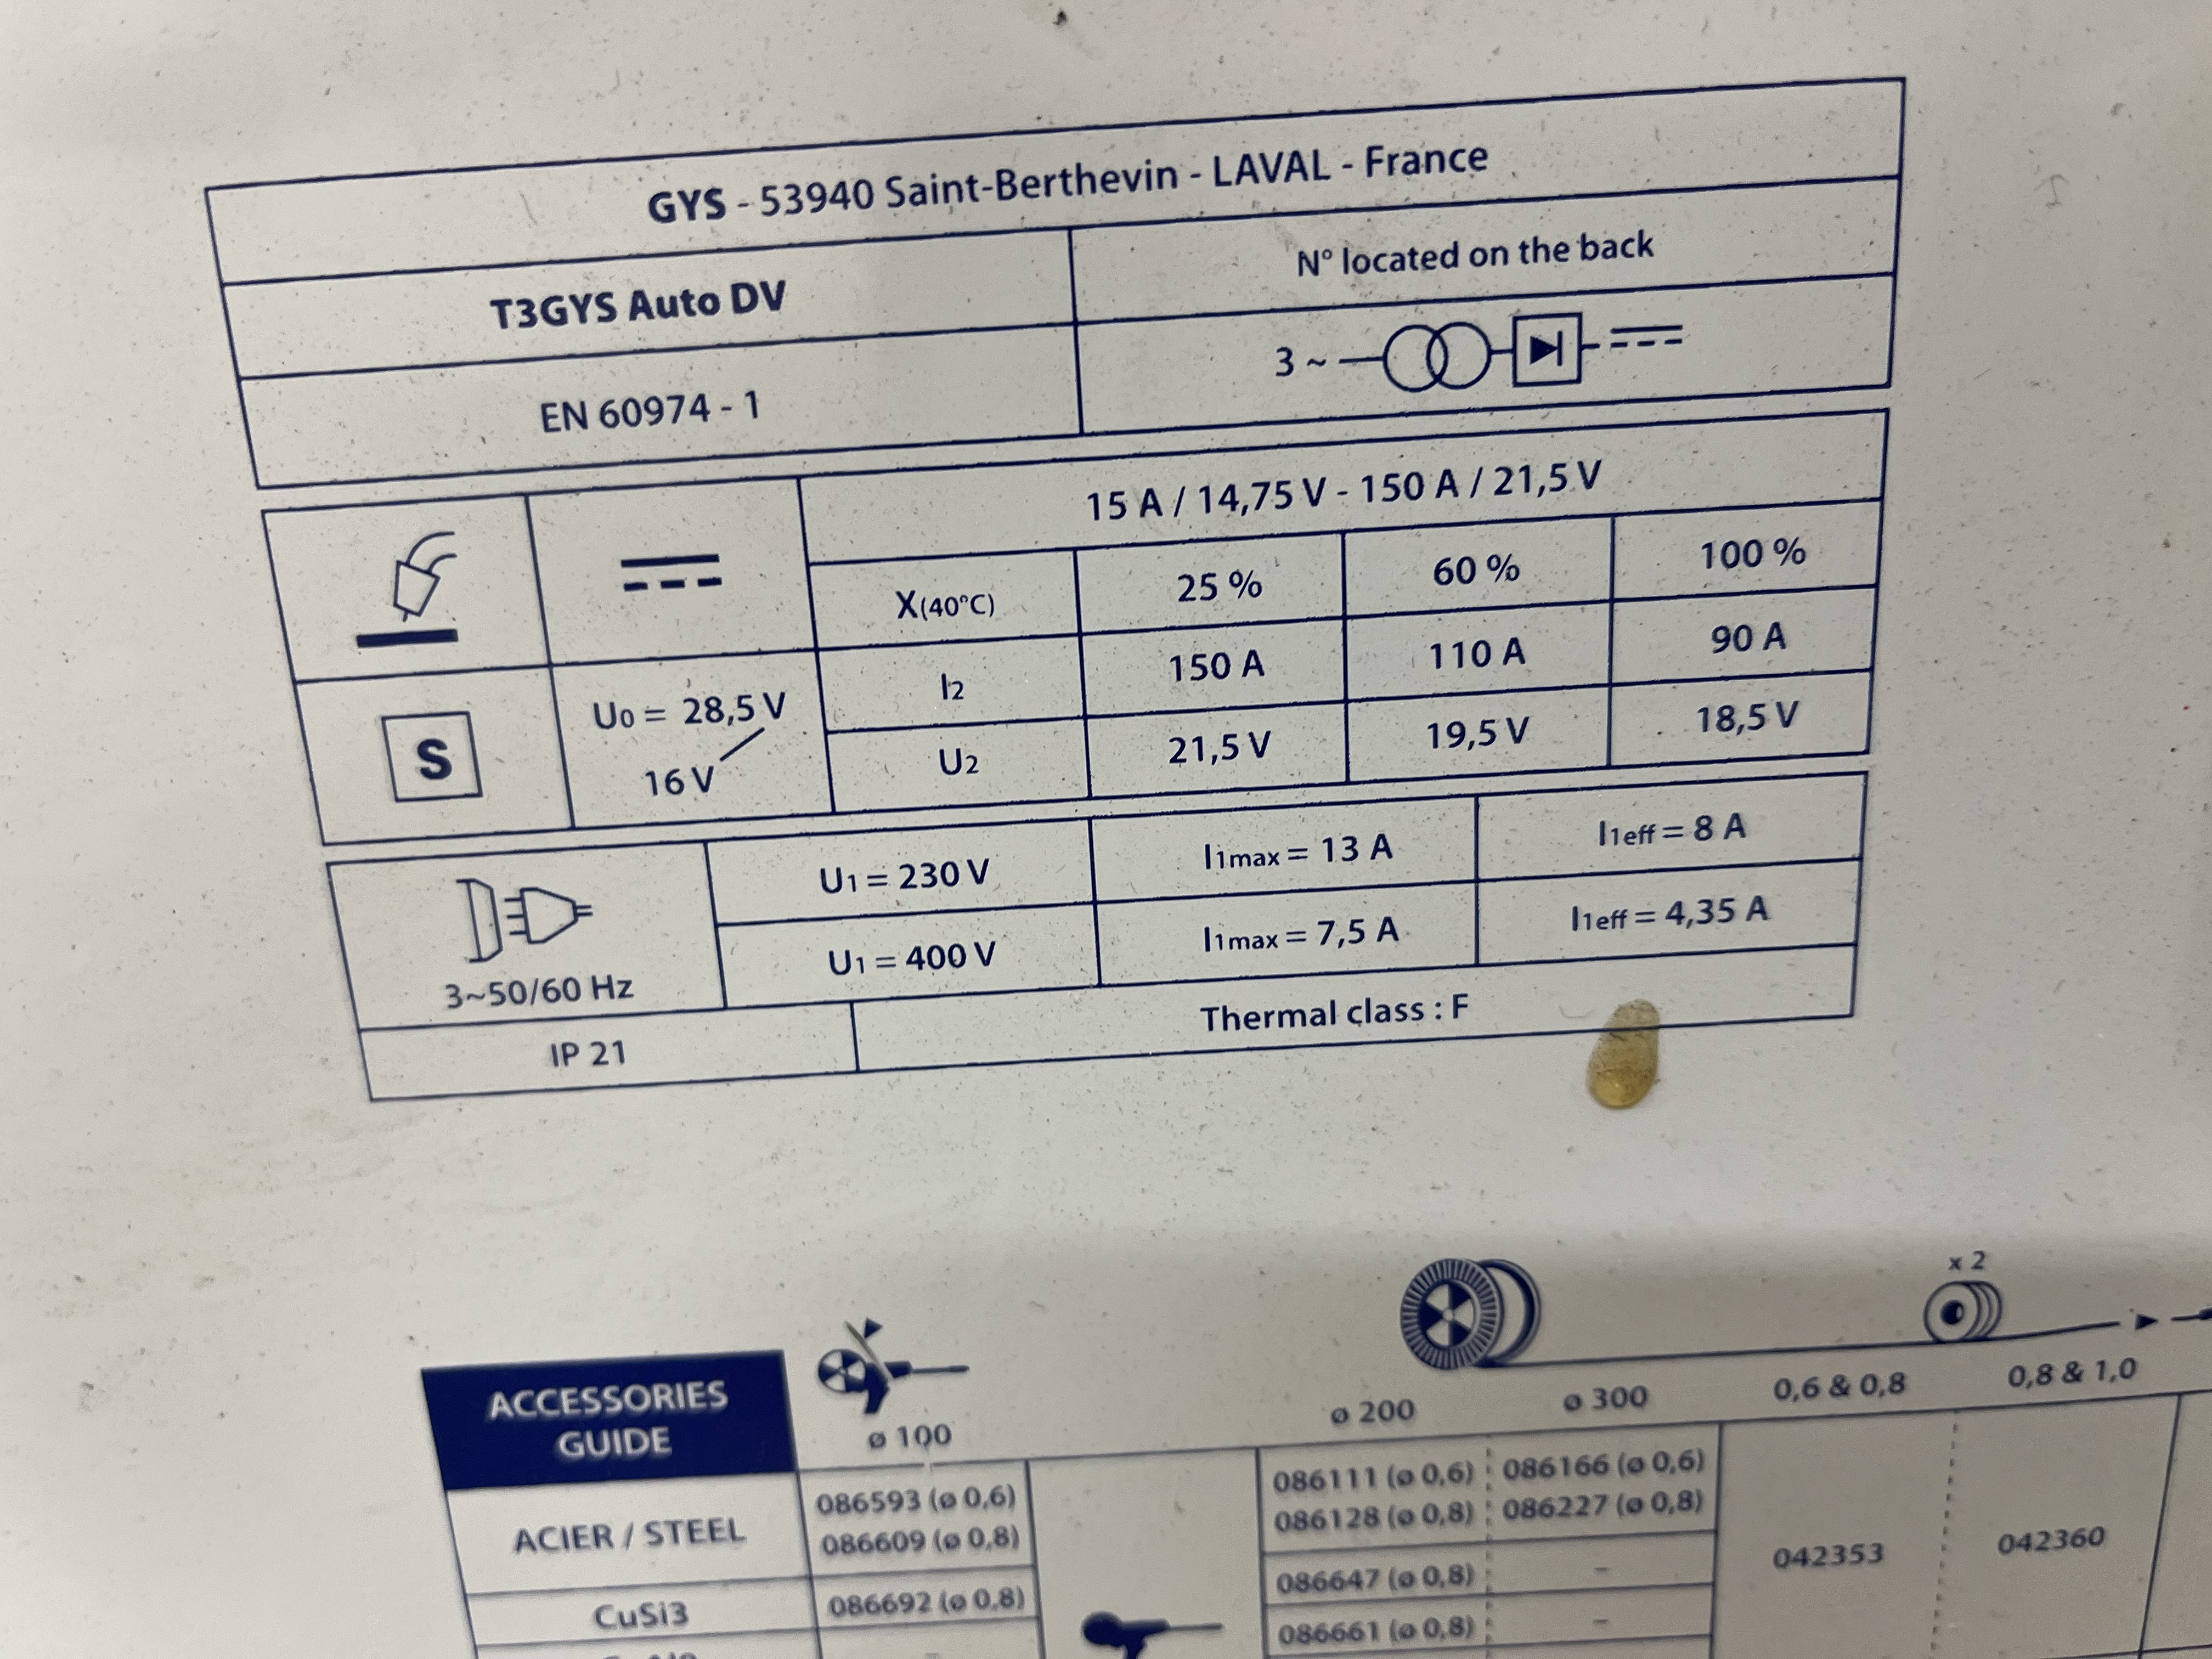 GYS - 53940 Saint-Berthevin - LAVAL - France
T3GYS Auto DV
N° located on the back
EN 60974 - 1
3 ~
15 A / 14,75 V - 150 A / 21,5 V
X(40°C) 25 % 60 % 100 %
I2 150 A 110 A 90 A
S
U0 = 28,5 V
16 V
U2 21,5 V 19,5 V 18,5 V
U1 = 230 V I1max = 13 A I1eff = 8 A
U1 = 400 V I1max = 7,5 A I1eff = 4,35 A
3~50/60 Hz
IP 21 Thermal class : F
x 2
ACCESSORIES
GUIDE
ø 100 ø 200 ø 300 0,6 & 0,8 0,8 & 1,0
ACIER / STEEL
086593 (ø 0,6)
086609 (ø 0,8)
086111 (ø 0,6) 086166 (ø 0,6)
086128 (ø 0,8) 086227 (ø 0,8)
042353 042360
CuSi3 086692 (ø 0,8) 086647 (ø 0,8) -
086661 (ø 0,8) -